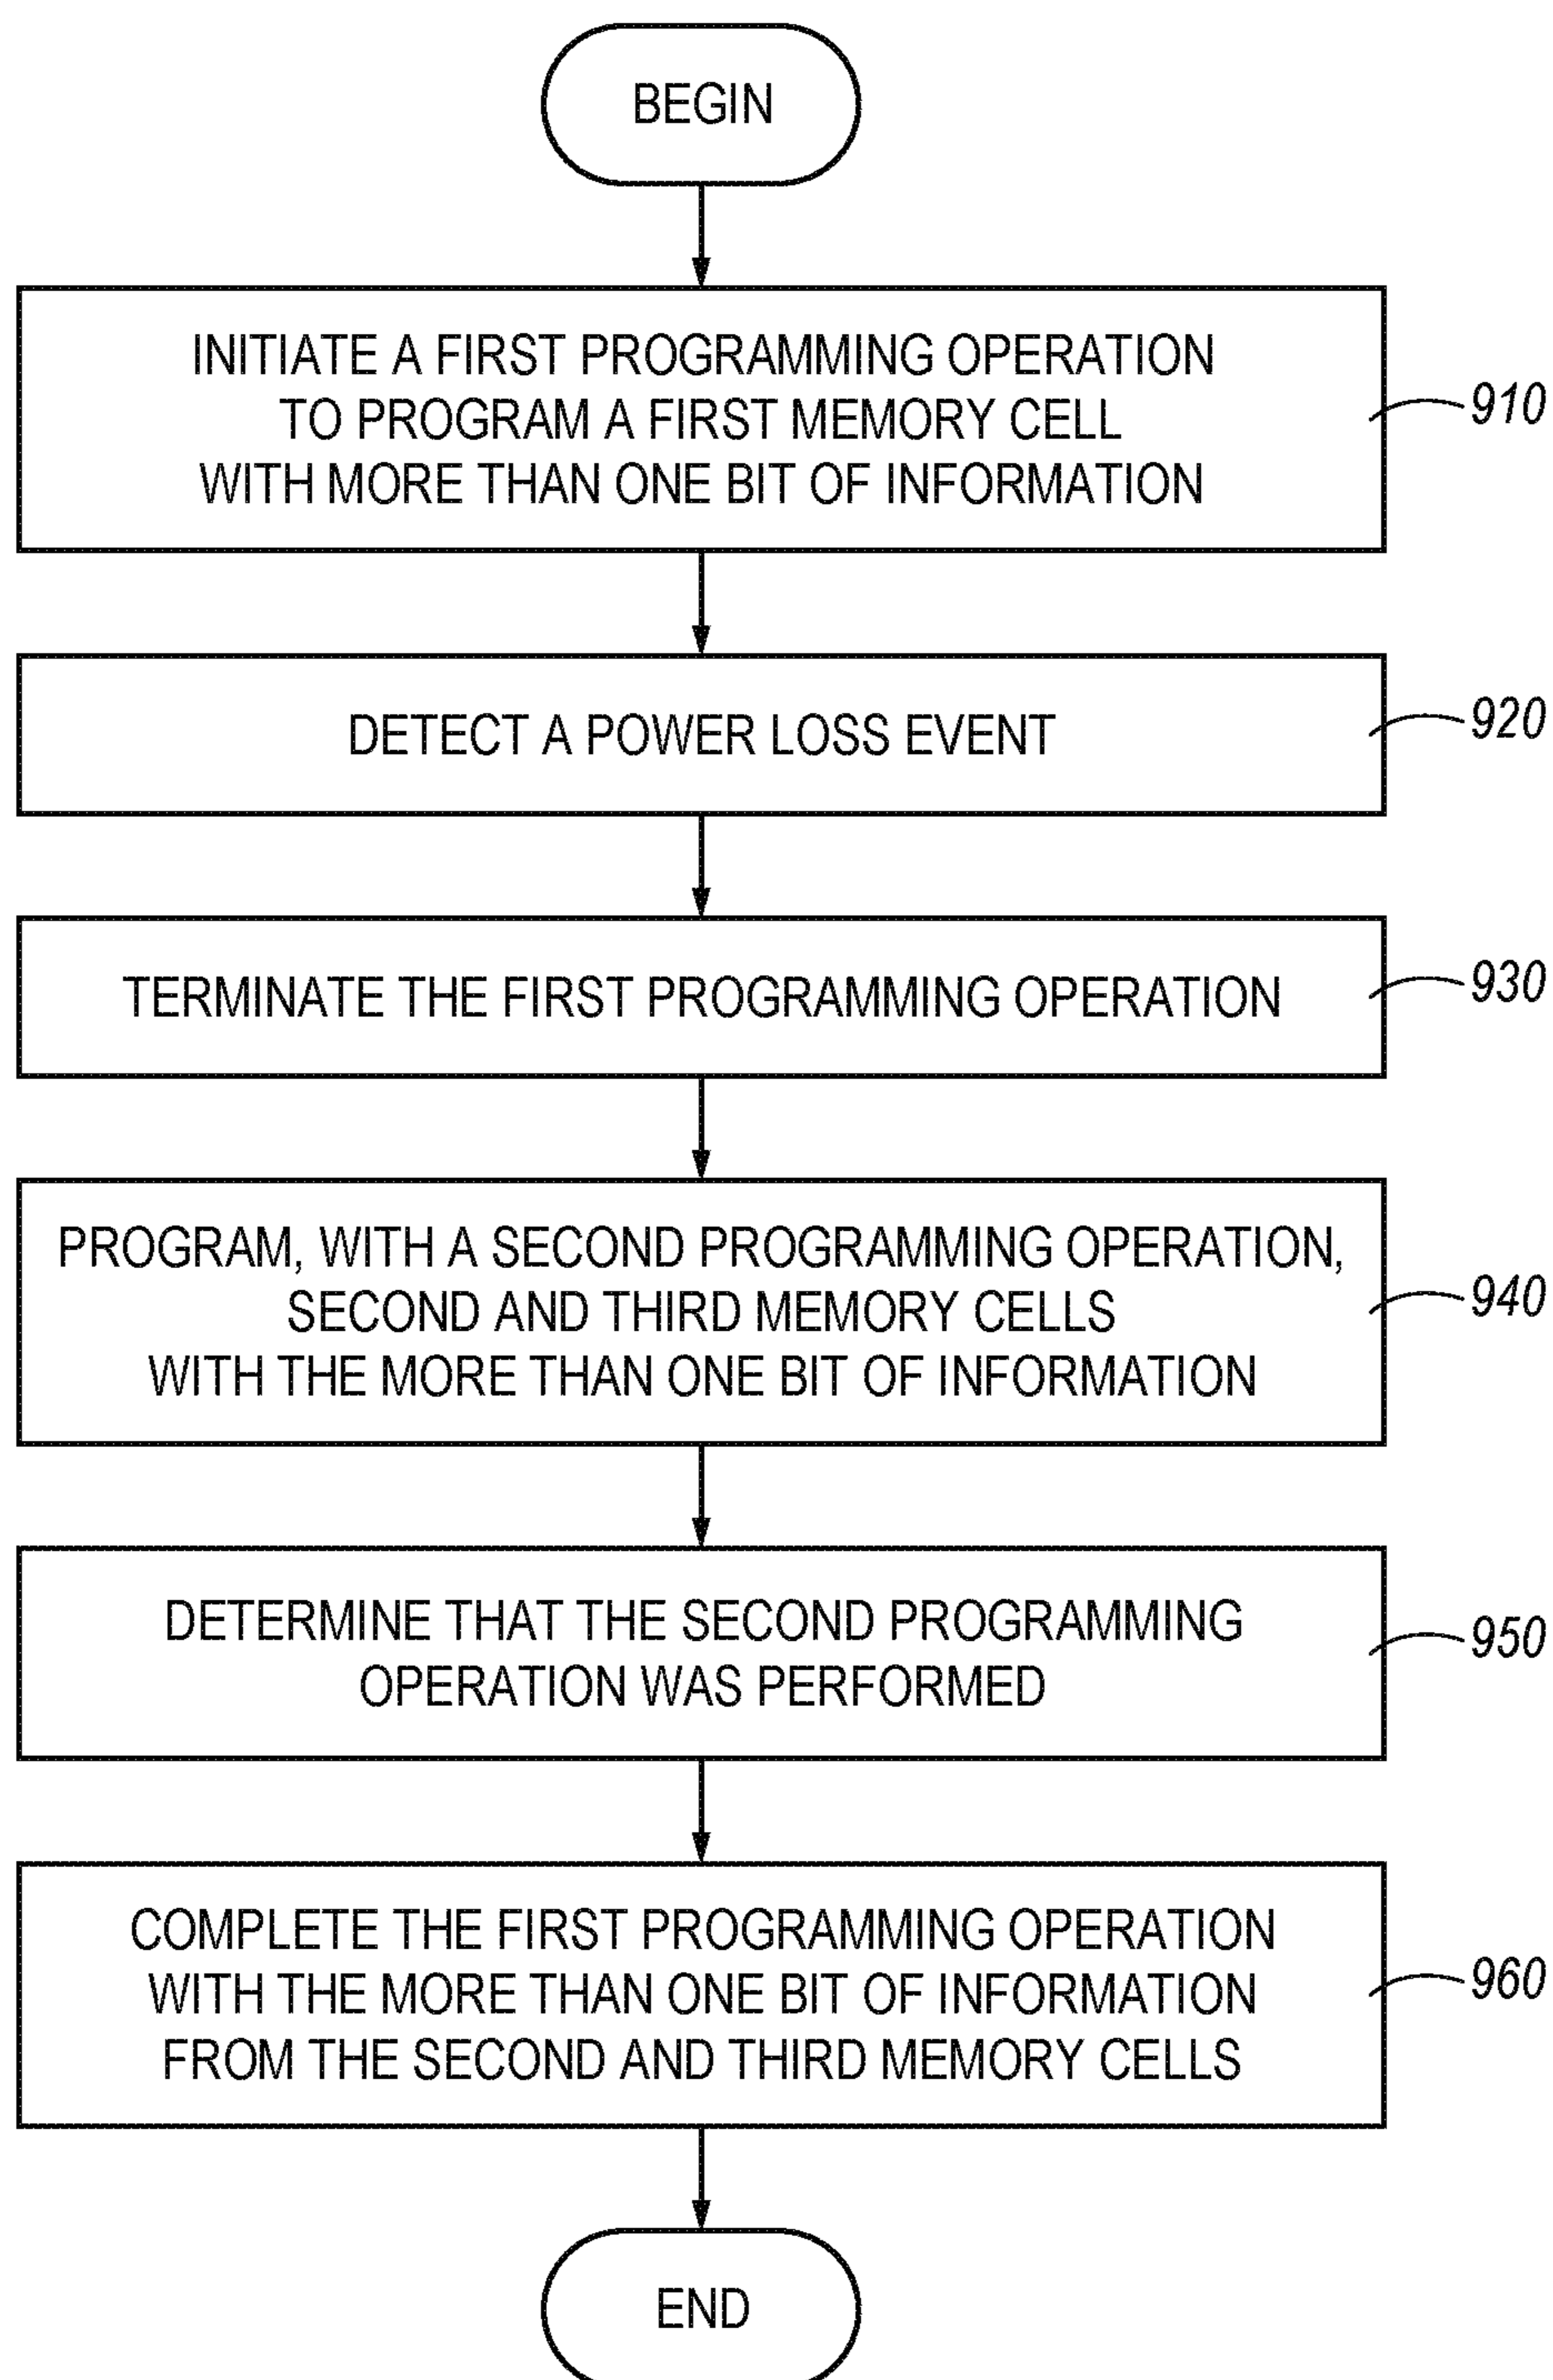 BEGIN
INITIATE A FIRST PROGRAMMING OPERATION
TO PROGRAM A FIRST MEMORY CELL
WITH MORE THAN ONE BIT OF INFORMATION
910
DETECT A POWER LOSS EVENT
920
TERMINATE THE FIRST PROGRAMMING OPERATION
930
PROGRAM, WITH A SECOND PROGRAMMING OPERATION,
SECOND AND THIRD MEMORY CELLS
WITH THE MORE THAN ONE BIT OF INFORMATION
940
DETERMINE THAT THE SECOND PROGRAMMING
OPERATION WAS PERFORMED
950
COMPLETE THE FIRST PROGRAMMING OPERATION
WITH THE MORE THAN ONE BIT OF INFORMATION
FROM THE SECOND AND THIRD MEMORY CELLS
960
END